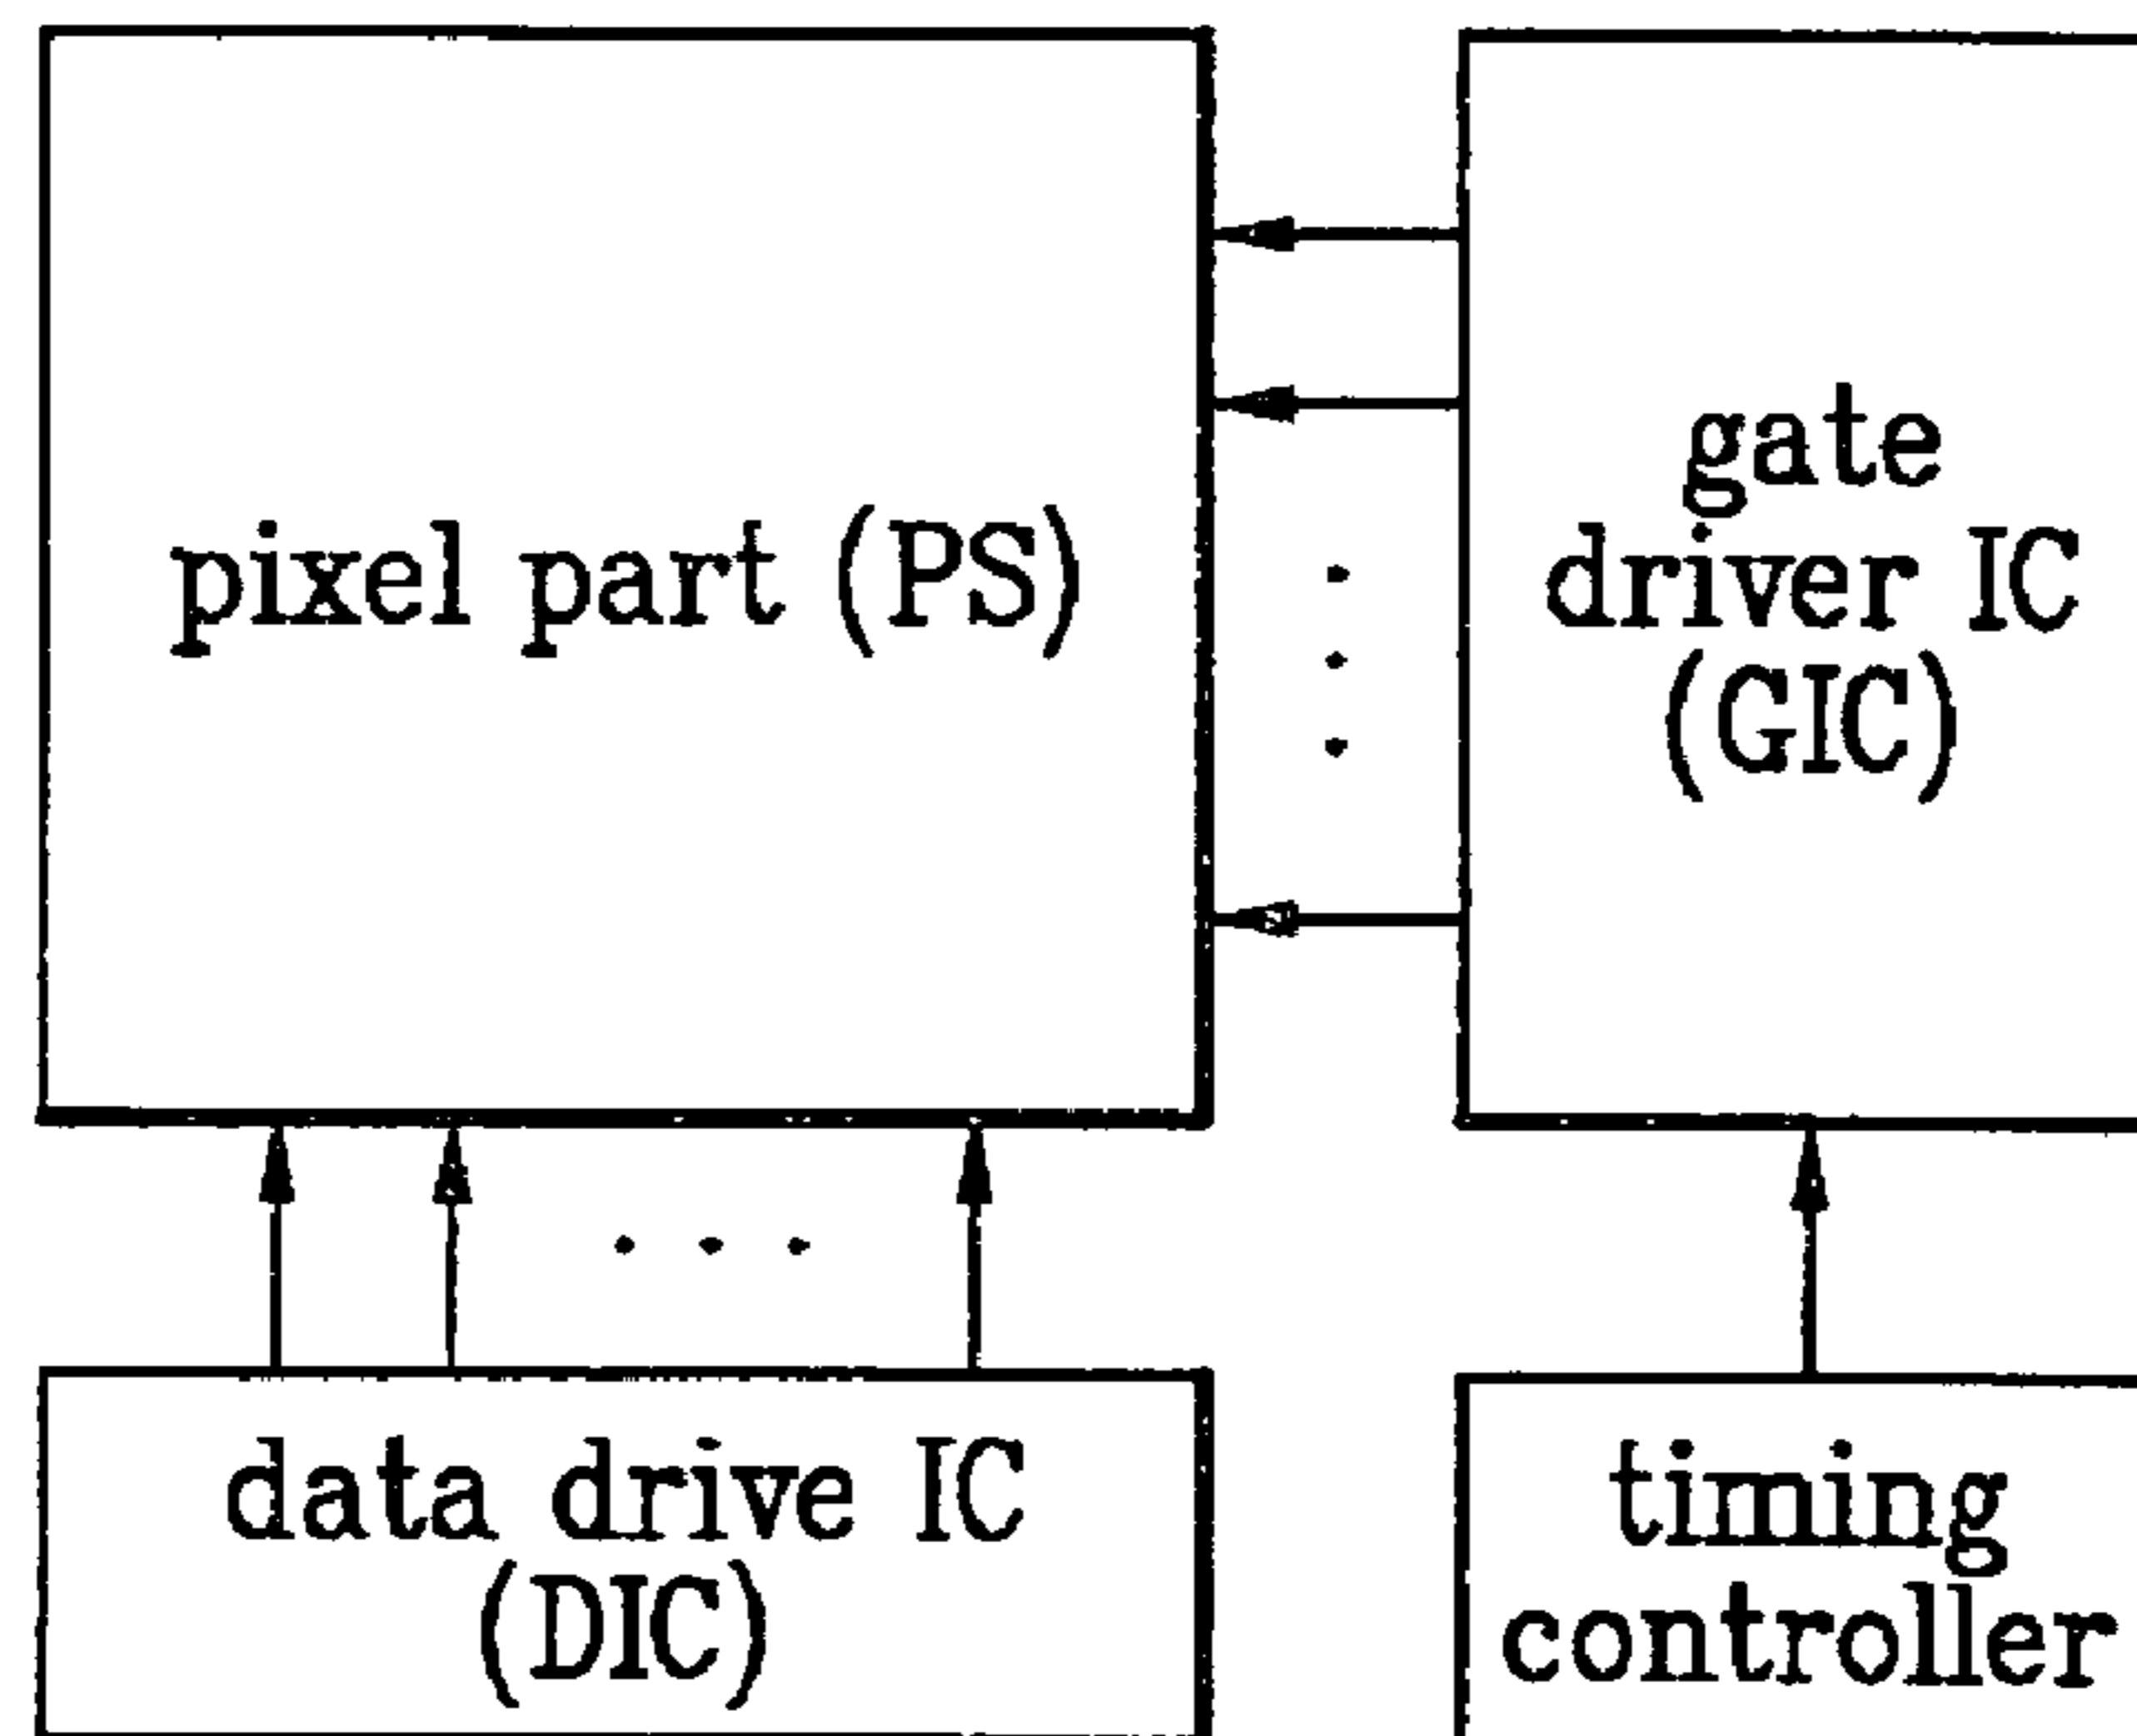 pixel part (PS)
gate
driver IC
(GIC)
data drive IC
(DIC)
timing
controller